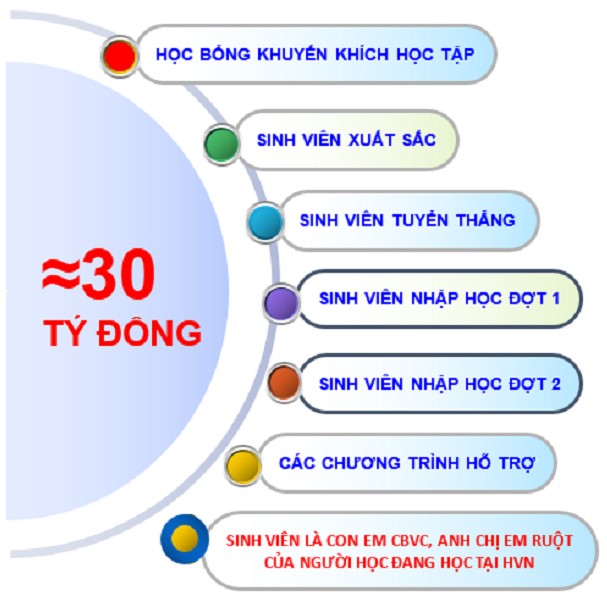 HỌC BỔNG KHUYẾN KHÍCH HỌC TẬP
SINH VIÊN XUẤT SẮC
SINH VIÊN TUYỂN THẲNG
≈30
TỶ ĐỒNG
SINH VIÊN NHẬP HỌC ĐỢT 1
SINH VIÊN NHẬP HỌC ĐỢT 2
CÁC CHƯƠNG TRÌNH HỖ TRỢ
SINH VIÊN LÀ CON EM CBVC, ANH CHỊ EM RUỘT
CỦA NGƯỜI HỌC ĐANG HỌC TẠI HVN